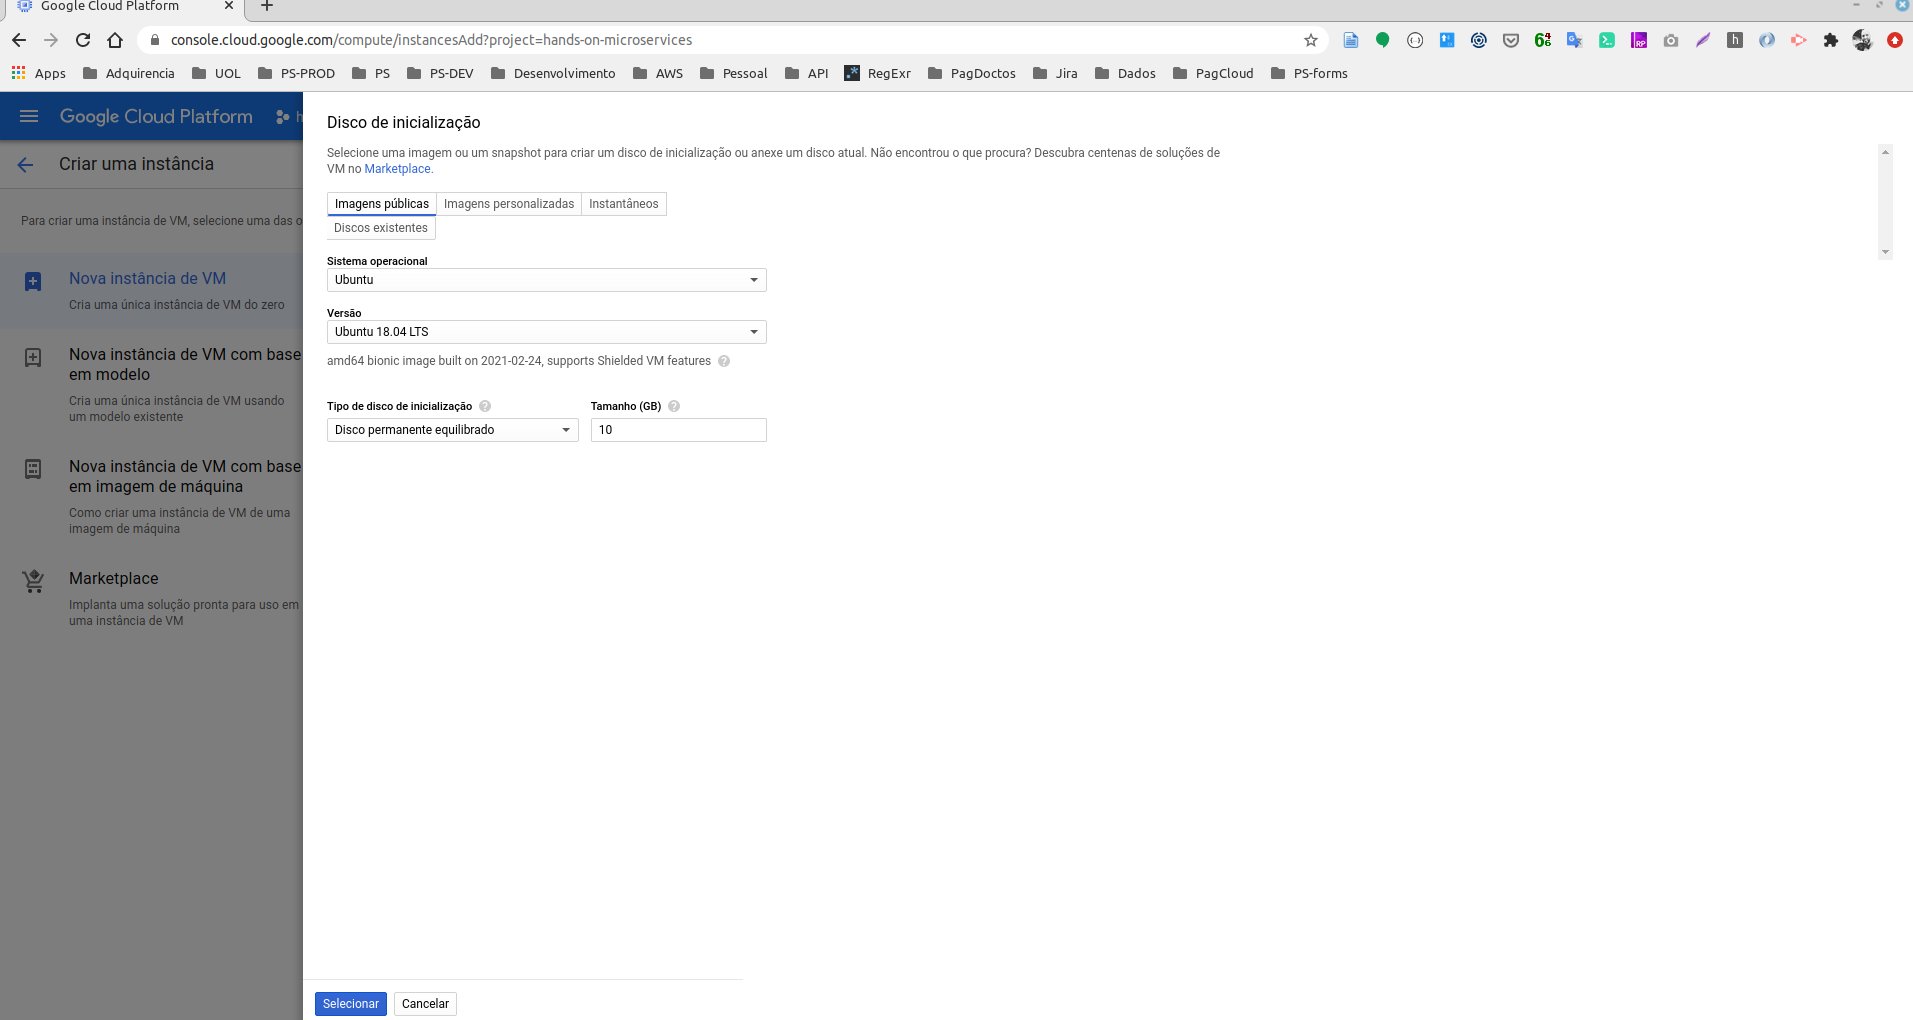 Google Cloud Platform
console.cloud.google.com/compute/instancesAdd?project=hands-on-microservices
Apps Adquirencia UOL PS-PROD PS PS-DEV Desenvolvimento AWS Pessoal API RegExr PagDoctos Jira Dados PagCloud PS-forms
Google Cloud Platform h
Criar uma instância
Para criar uma instância de VM, selecione uma das o
Nova instância de VM
Cria uma única instância de VM do zero
Nova instância de VM com base
em modelo
Cria uma única instância de VM usando
um modelo existente
Nova instância de VM com base
em imagem de máquina
Como criar uma instância de VM de uma
imagem de máquina
Marketplace
Implanta uma solução pronta para uso em
uma instância de VM
Disco de inicialização
Selecione uma imagem ou um snapshot para criar um disco de inicialização ou anexe um disco atual. Não encontrou o que procura? Descubra centenas de soluções de
VM no Marketplace.
Imagens públicas Imagens personalizadas Instantâneos
Discos existentes
Sistema operacional
Ubuntu
Versão
Ubuntu 18.04 LTS
amd64 bionic image built on 2021-02-24, supports Shielded VM features
Tipo de disco de inicialização Tamanho (GB)
Disco permanente equilibrado 10
Selecionar Cancelar